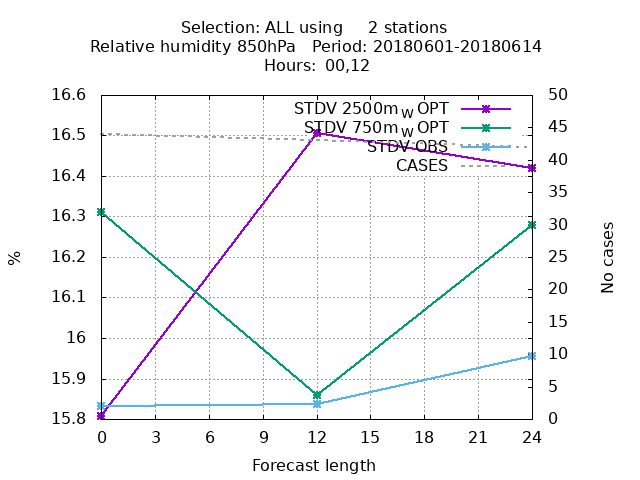 Selection: ALL using     2 stations
Relative humidity 850hPa   Period: 20180601-20180614
Hours: 00,12
16.6
16.5
16.4
16.3
16.2
16.1
16
15.9
15.8
%
STDV 2500m_W OPT
STDV 750m_W OPT
STDV OBS
CASES
50
45
40
35
30
25
20
15
10
5
0
No cases
0 3 6 9 12 15 18 21 24
Forecast length